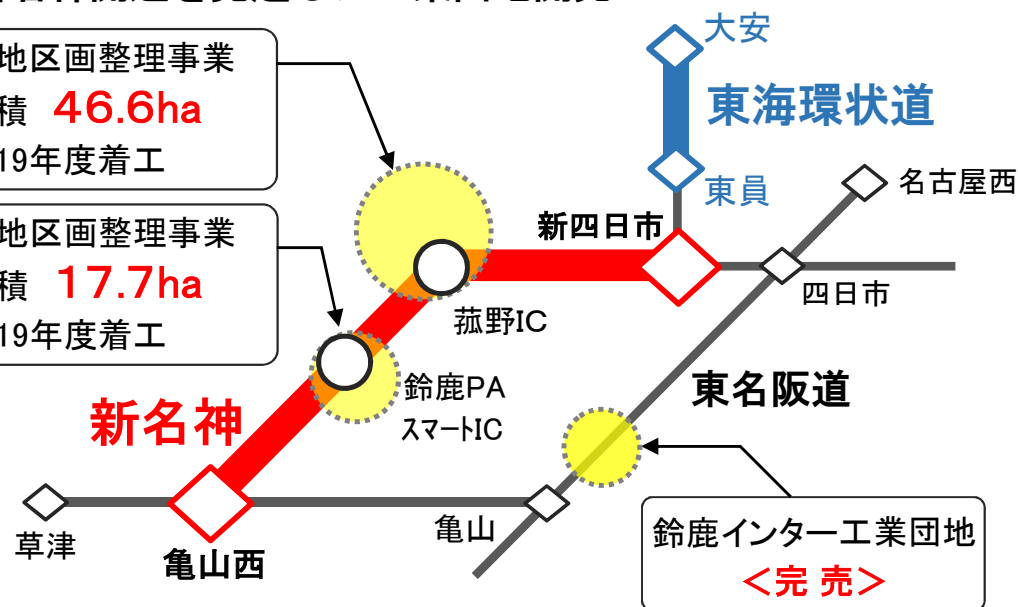 地区画整理事業
積 46.6ha
19年度着工
地区画整理事業
積 17.7ha
19年度着工
大安
東海環状道
東員
名古屋西
新四日市
四日市
菰野IC
鈴鹿PA
スマートIC
東名阪道
新名神
草津
亀山西
亀山
鈴鹿インター工業団地
＜完 売＞